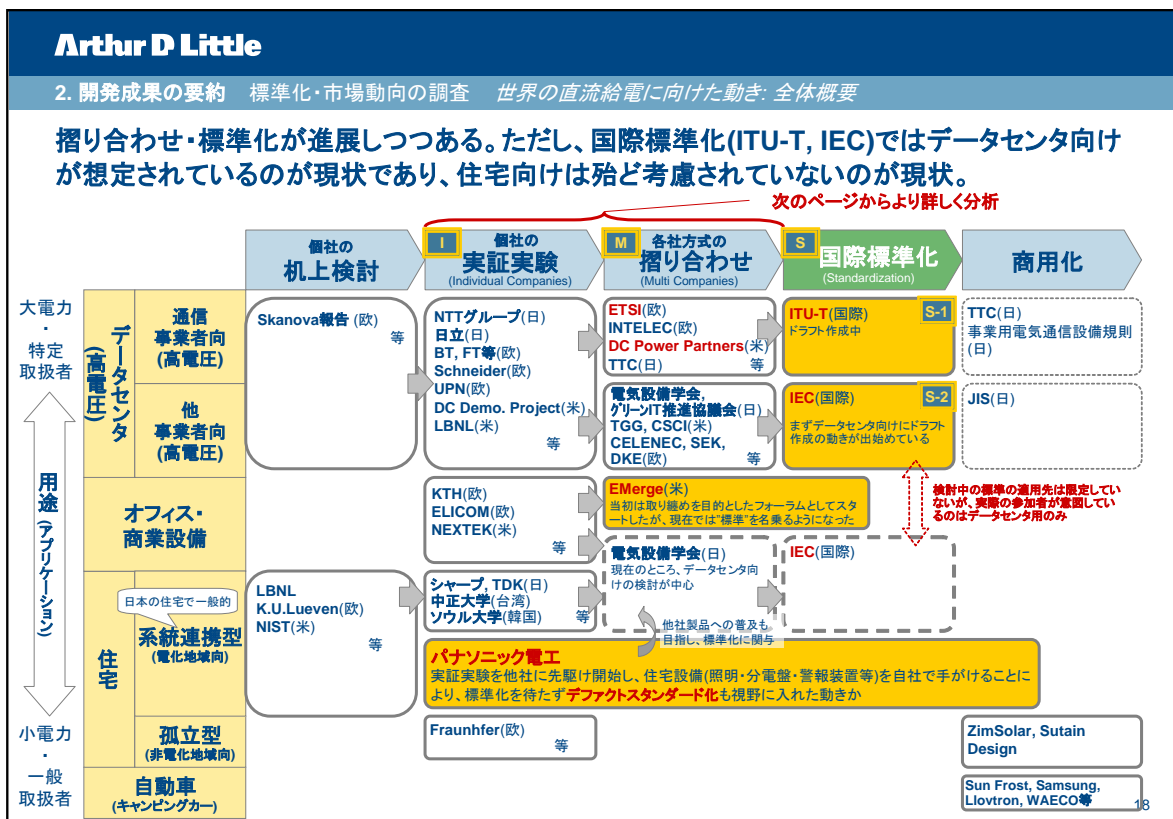 Arthur D Little
2. 開発成果の要約 標準化・市場動向の調査 世界の直流給電に向けた動き: 全体概要
摺り合わせ・標準化が進展しつつある。ただし、国際標準化(ITU-T, IEC)ではデータセンタ向け
が想定されているのが現状であり、住宅向けは殆ど考慮されていないのが現状。
次のページからより詳しく分析
個社の
机上検討
I
個社の
実証実験
(Individual Companies)
M
各社方式の
摺り合わせ
(Multi Companies)
S
国際標準化
(Standardization)
商用化
大電力
・
特定
取扱者
用途(アプリケーション)
小電力
・
一般
取扱者
データセンタ
(高電圧)
通信
事業者向
(高電圧)
他
事業者向
(高電圧)
オフィス・
商業設備
住宅
日本の住宅で一般的
系統連携型
(電化地域向)
孤立型
(非電化地域向)
自動車
(キャンピングカー)
Skanova報告 (欧)
等
NTTグループ(日)
日立(日)
BT, FT等(欧)
Schneider(欧)
UPN(欧)
DC Demo. Project(米)
LBNL(米)
等
ETSI(欧)
INTELEC(欧)
DC Power Partners(米)
TTC(日) 等
電気設備学会,
グリーンIT推進協議会(日)
TGG, CSCI(米)
CELENEC, SEK,
DKE(欧) 等
ITU-T(国際)
ドラフト作成中
S-1
IEC(国際)
S-2
まずデータセンタ向けにドラフト
作成の動きが出始めている
TTC(日)
事業用電気通信設備規則
(日)
JIS(日)
KTH(欧)
ELICOM(欧)
NEXTEK(米)
等
EMerge(米)
当初は取り纏めを目的としたフォーラムとしてスタ
ートしたが、現在では"標準"を名乗るようになった
検討中の標準の適用先は限定してい
ないが、実際の参加者が意図してい
るのはデータセンタ用のみ
電気設備学会(日)
現在のところ、データセンタ向
けの検討が中心
IEC(国際)
LBNL
K.U.Lueven(欧)
NIST(米)
等
シャープ, TDK(日)
中正大学(台湾)
ソウル大学(韓国) 等
他社製品への普及も
目指し、標準化に関与
パナソニック電工
実証実験を他社に先駆け開始し、住宅設備(照明・分電盤・警報装置等)を自社で手がけることに
より、標準化を待たずデファクトスタンダード化も視野に入れた動きか
Fraunhfer(欧)
等
ZimSolar, Sutain
Design
Sun Frost, Samsung,
Llovtron, WAECO等
18